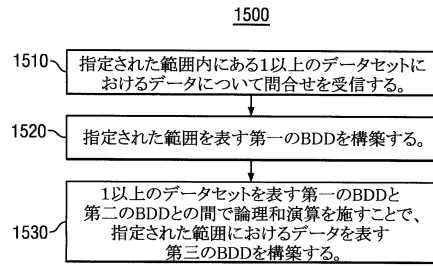 1500
1510
指定された範囲内にある1以上のデータセットに
おけるデータについて問合せを受信する。
1520
指定された範囲を表す第一のBDDを構築する。
1530
1以上のデータセットを表す第一のBDDと
第二のBDDとの間で論理和演算を施すことで、
指定された範囲におけるデータを表す
第三のBDDを構築する。